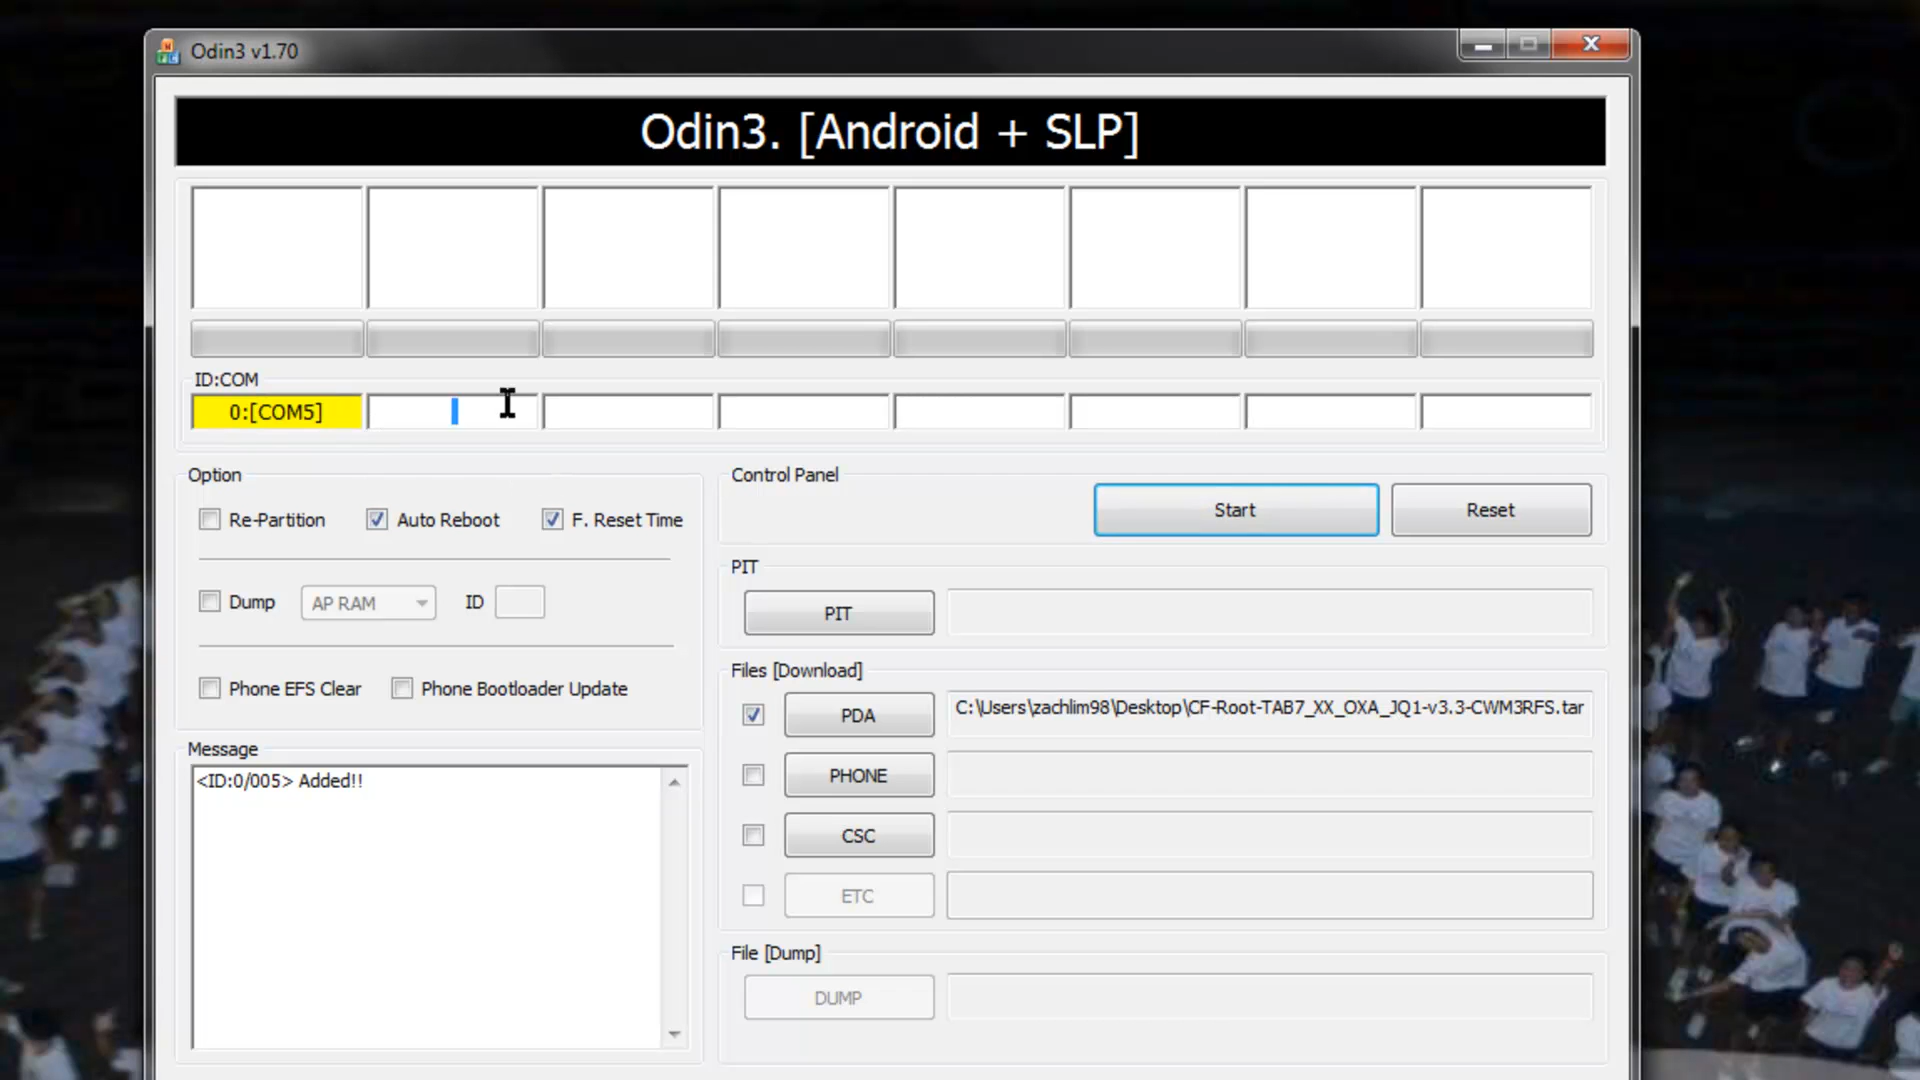 Odin3 v1.70
Odin3. [Android + SLP]
ID:COM
0:[COM5]
Option
Re-Partition
Auto Reboot
F. Reset Time
Dump
AP RAM
ID
Phone EFS Clear
Phone Bootloader Update
Message
<ID:0/005> Added!!
Control Panel
Start
Reset
PIT
PIT
Files [Download]
PDA
C:\Users\zachlim98\Desktop\CF-Root-TAB7_XX_OXA_JQ1-v3.3-CWM3RFS.tar
PHONE
CSC
ETC
File [Dump]
DUMP